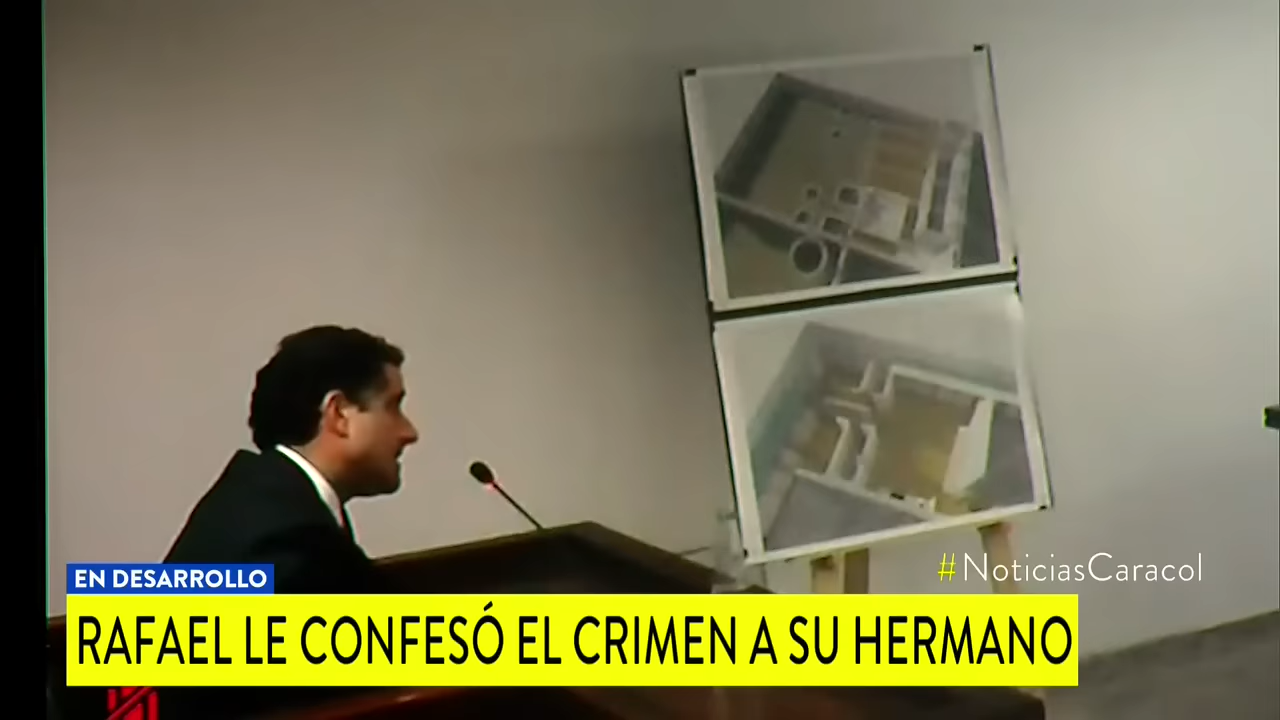 #NoticiasCaracol
EN DESARROLLO
RAFAEL LE CONFESÓ EL CRIMEN A SU HERMANO